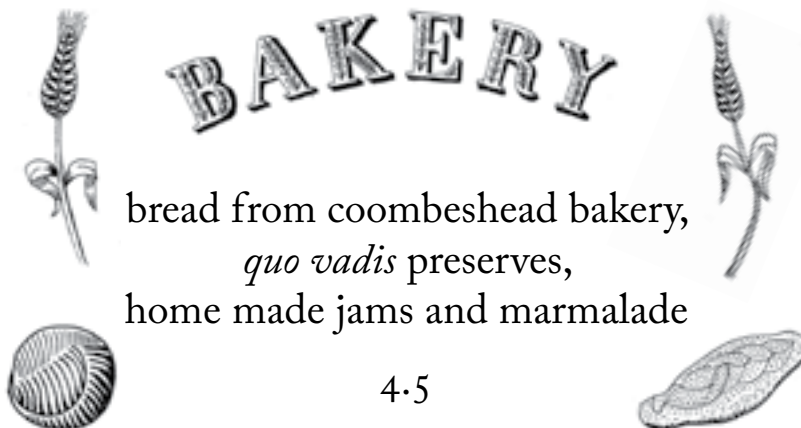 BAKERY
bread from coombeshead bakery,
quo vadis preserves,
home made jams and marmalade
4·5